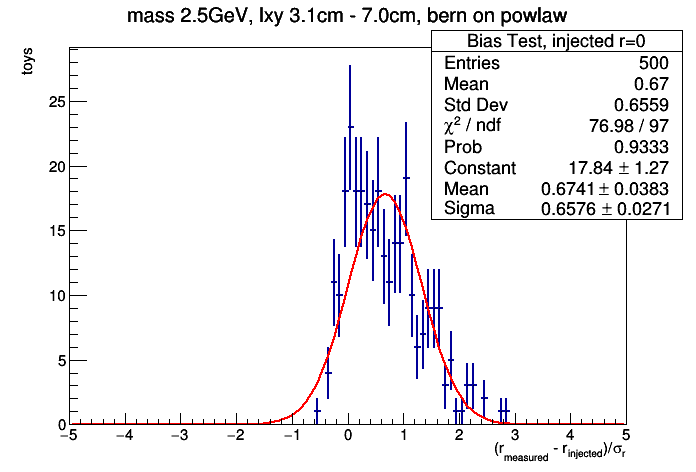 mass 2.5GeV, lxy 3.1cm - 7.0cm, bern on powlaw
Bias Test, injected r=0
Entries 500
Mean 0.67
Std Dev 0.6559
χ² / ndf 76.98 / 97
Prob 0.9333
Constant 17.84 ± 1.27
Mean 0.6741 ± 0.0383
Sigma 0.6576 ± 0.0271
toys
25
20
15
10
5
0
−5 −4 −3 −2 −1 0 1 2 3 4 5
(r_measured - r_injected)/σ_r